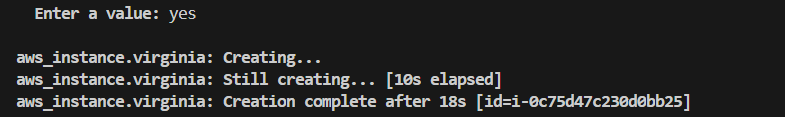 Enter a value: yes
aws_instance.virginia: Creating...
aws_instance.virginia: Still creating... [10s elapsed]
aws_instance.virginia: Creation complete after 18s [id=i-0c75d47c230d0bb25]